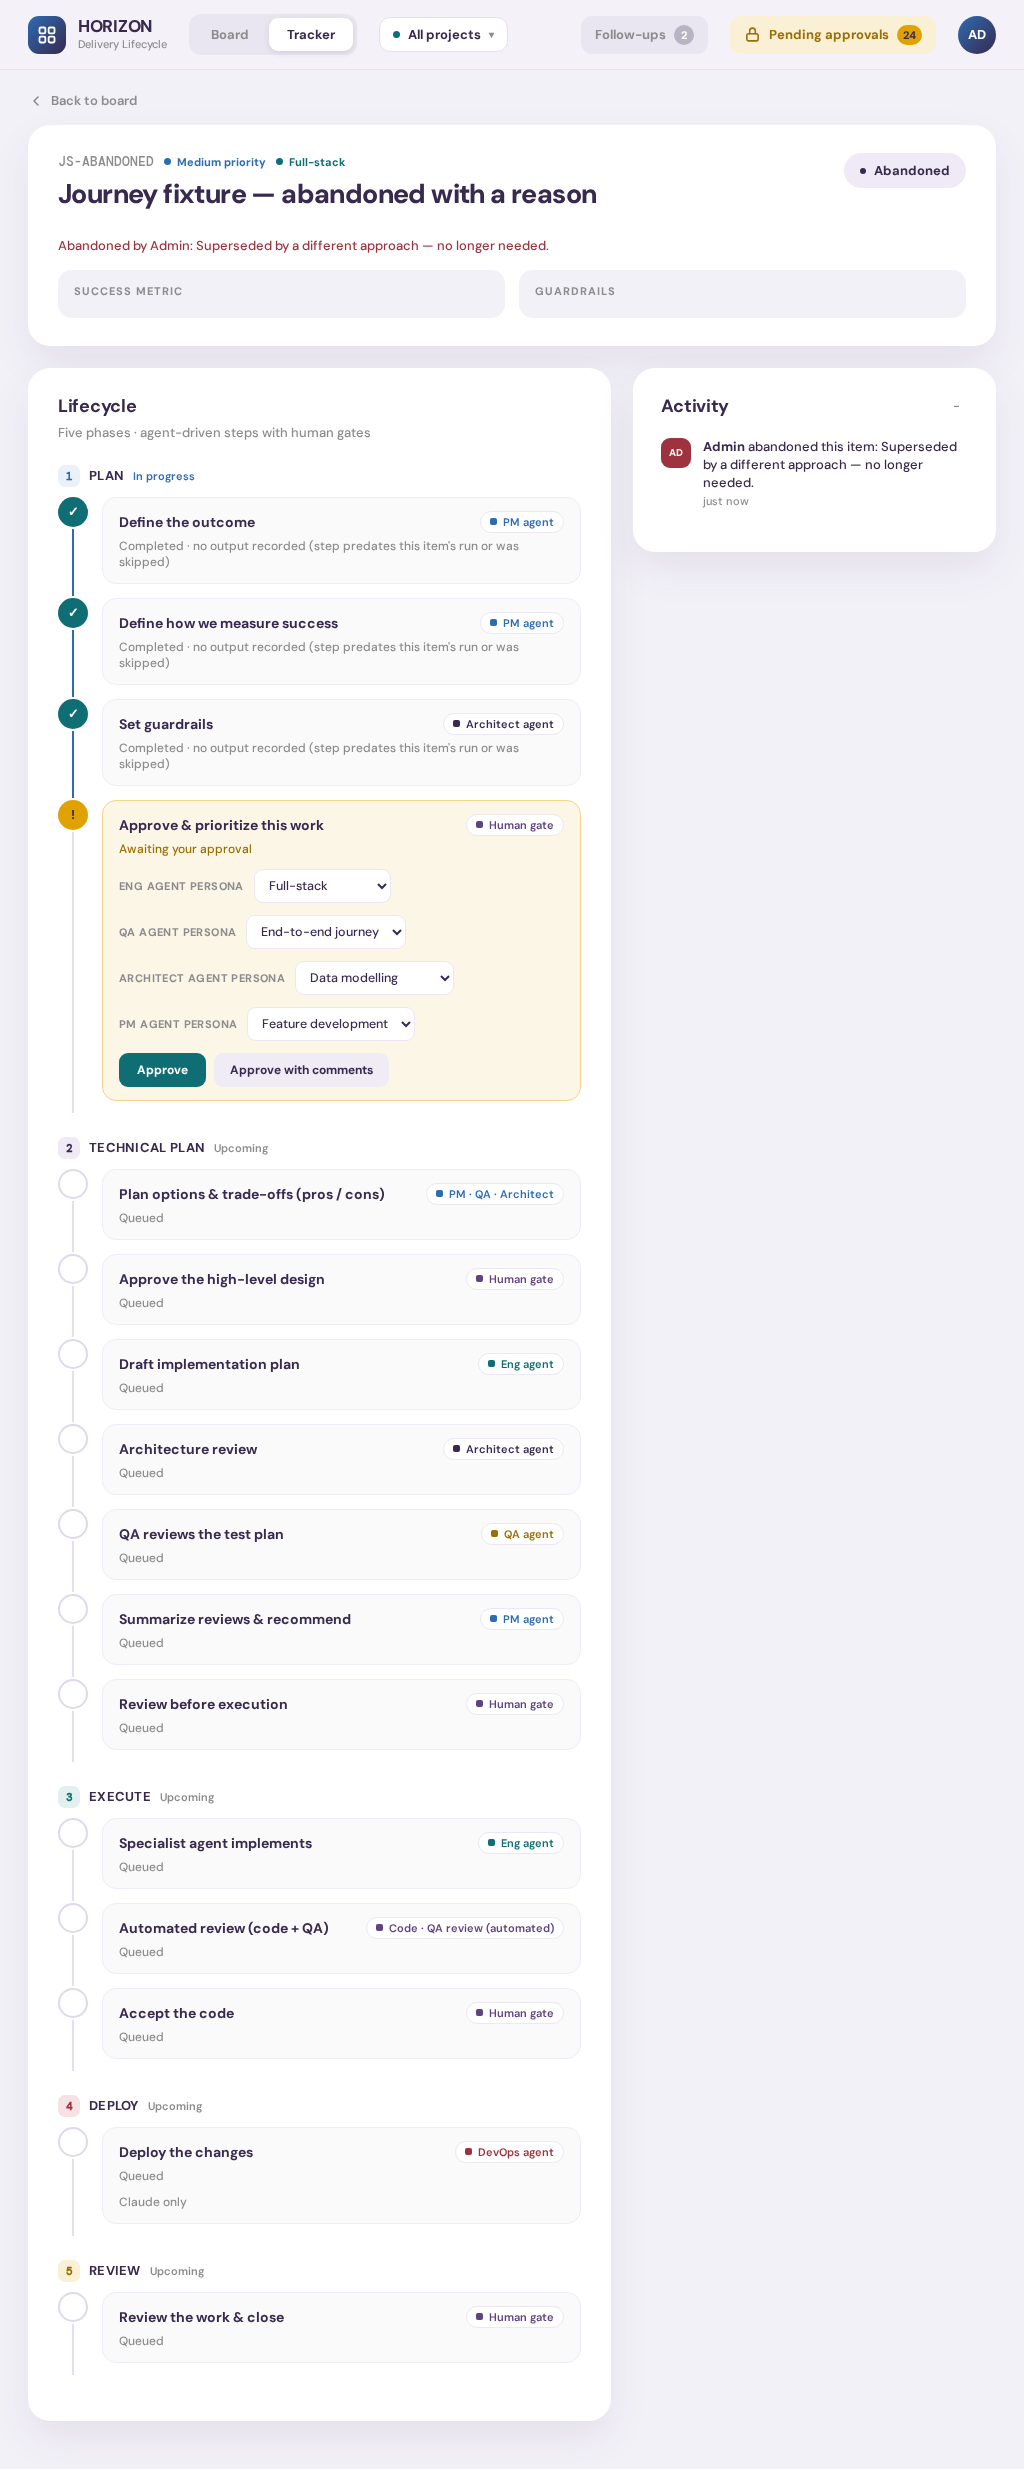 HORIZON
Delivery Lifecycle
Board
Tracker
All projects ▾
Follow-ups 2
Pending approvals 24
AD
Back to board
JS-ABANDONED
Medium priority
Full-stack
Abandoned
Journey fixture — abandoned with a reason
Abandoned by Admin: Superseded by a different approach — no longer needed.
SUCCESS METRIC
GUARDRAILS
Lifecycle
Five phases · agent-driven steps with human gates
1 PLAN In progress
✓
Define the outcome
PM agent
Completed · no output recorded (step predates this item's run or was
skipped)
✓
Define how we measure success
PM agent
Completed · no output recorded (step predates this item's run or was
skipped)
✓
Set guardrails
Architect agent
Completed · no output recorded (step predates this item's run or was
skipped)
!
Approve & prioritize this work
Human gate
Awaiting your approval
ENG AGENT PERSONA Full-stack
QA AGENT PERSONA End-to-end journey
ARCHITECT AGENT PERSONA Data modelling
PM AGENT PERSONA Feature development
Approve
Approve with comments
2 TECHNICAL PLAN Upcoming
Plan options & trade-offs (pros / cons)
PM · QA · Architect
Queued
Approve the high-level design
Human gate
Queued
Draft implementation plan
Eng agent
Queued
Architecture review
Architect agent
Queued
QA reviews the test plan
QA agent
Queued
Summarize reviews & recommend
PM agent
Queued
Review before execution
Human gate
Queued
3 EXECUTE Upcoming
Specialist agent implements
Eng agent
Queued
Automated review (code + QA)
Code · QA review (automated)
Queued
Accept the code
Human gate
Queued
4 DEPLOY Upcoming
Deploy the changes
DevOps agent
Queued
Claude only
5 REVIEW Upcoming
Review the work & close
Human gate
Queued
Activity
–
AD
Admin abandoned this item: Superseded
by a different approach — no longer
needed.
just now